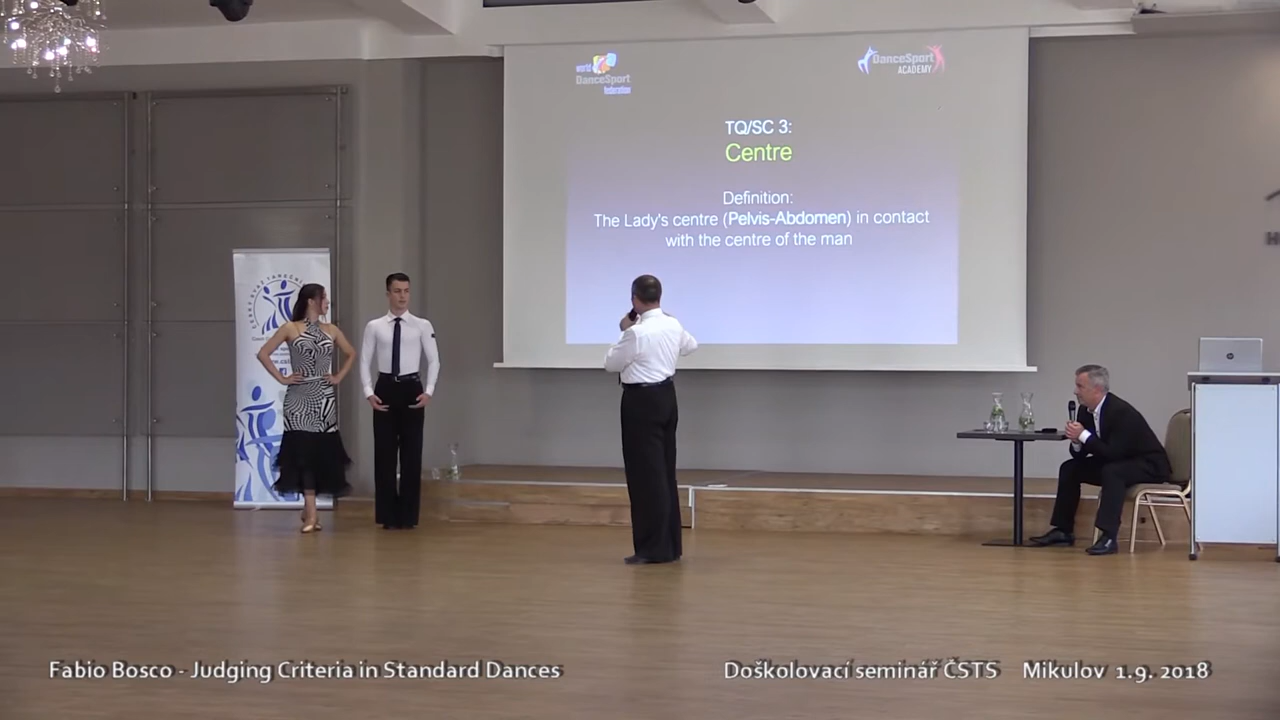 world
DanceSport
federation
DanceSport
ACADEMY
TQ/SC 3:
Centre
Definition:
The Lady's centre (Pelvis-Abdomen) in contact
with the centre of the man
Fabio Bosco - Judging Criteria in Standard Dances
Doškolovací seminář ČSTS Mikulov 1.9. 2018